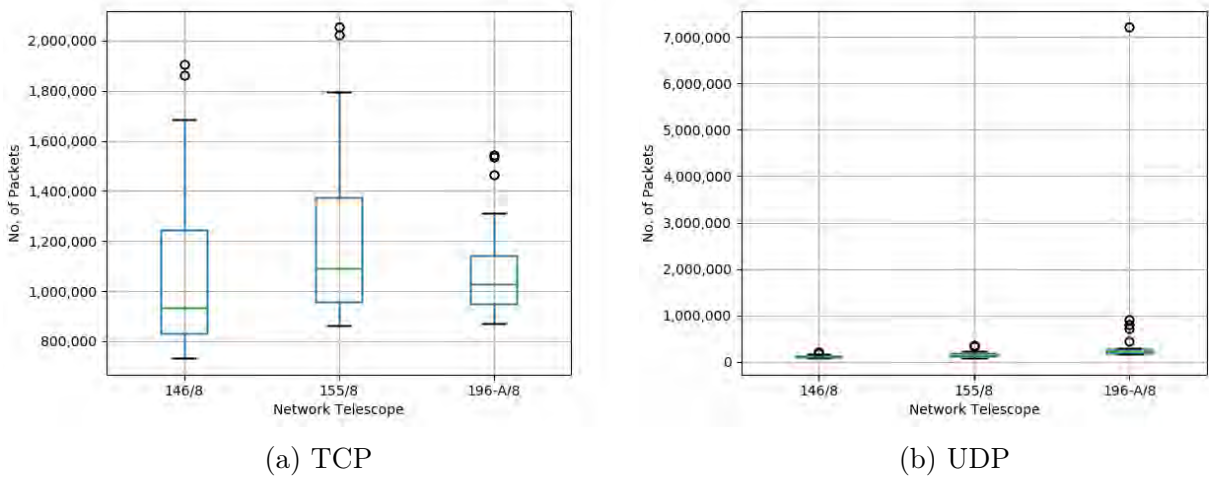 2,000,000
1,800,000
1,600,000
1,400,000
1,200,000
1,000,000
800,000
No. of Packets
146/8 155/8 196-A/8
Network Telescope
(a) TCP
7,000,000
6,000,000
5,000,000
4,000,000
3,000,000
2,000,000
1,000,000
0
No. of Packets
146/8 155/8 196-A/8
Network Telescope
(b) UDP